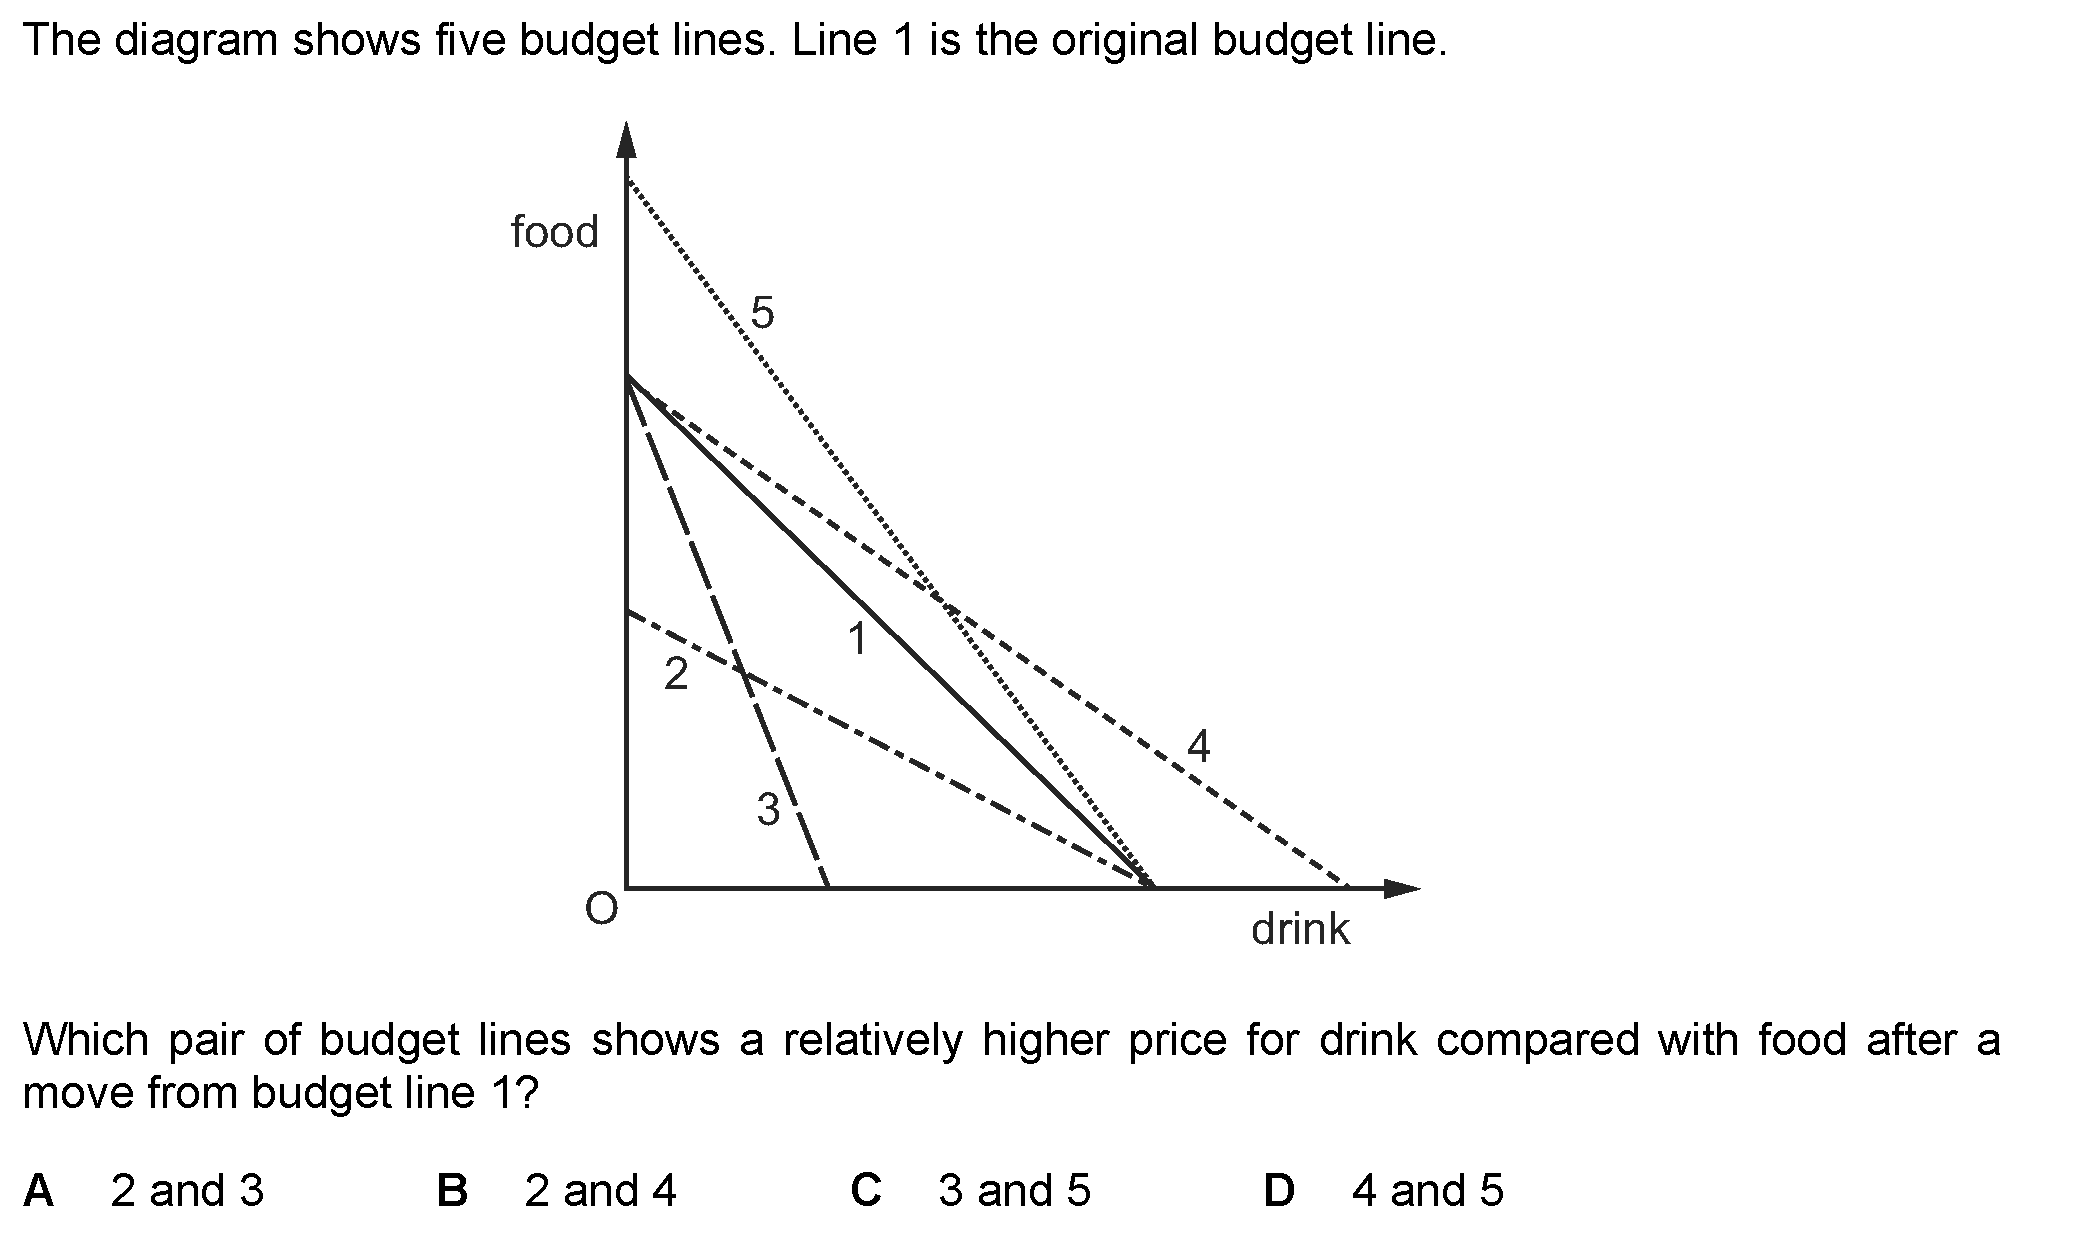 The diagram shows five budget lines. Line 1 is the original budget line.
food
5
1
2
4
3
O
drink
Which pair of budget lines shows a relatively higher price for drink compared with food after a
move from budget line 1?
A 2 and 3 B 2 and 4 C 3 and 5 D 4 and 5